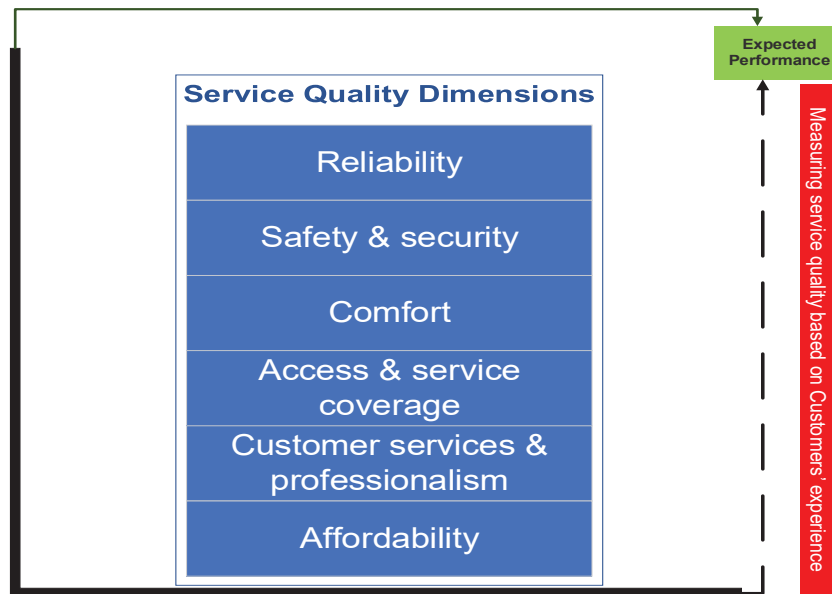 Expected
Performance
Service Quality Dimensions
Reliability
Safety & security
Comfort
Access & service
coverage
Customer services &
professionalism
Affordability
Measuring service quality based on Customers’ experience